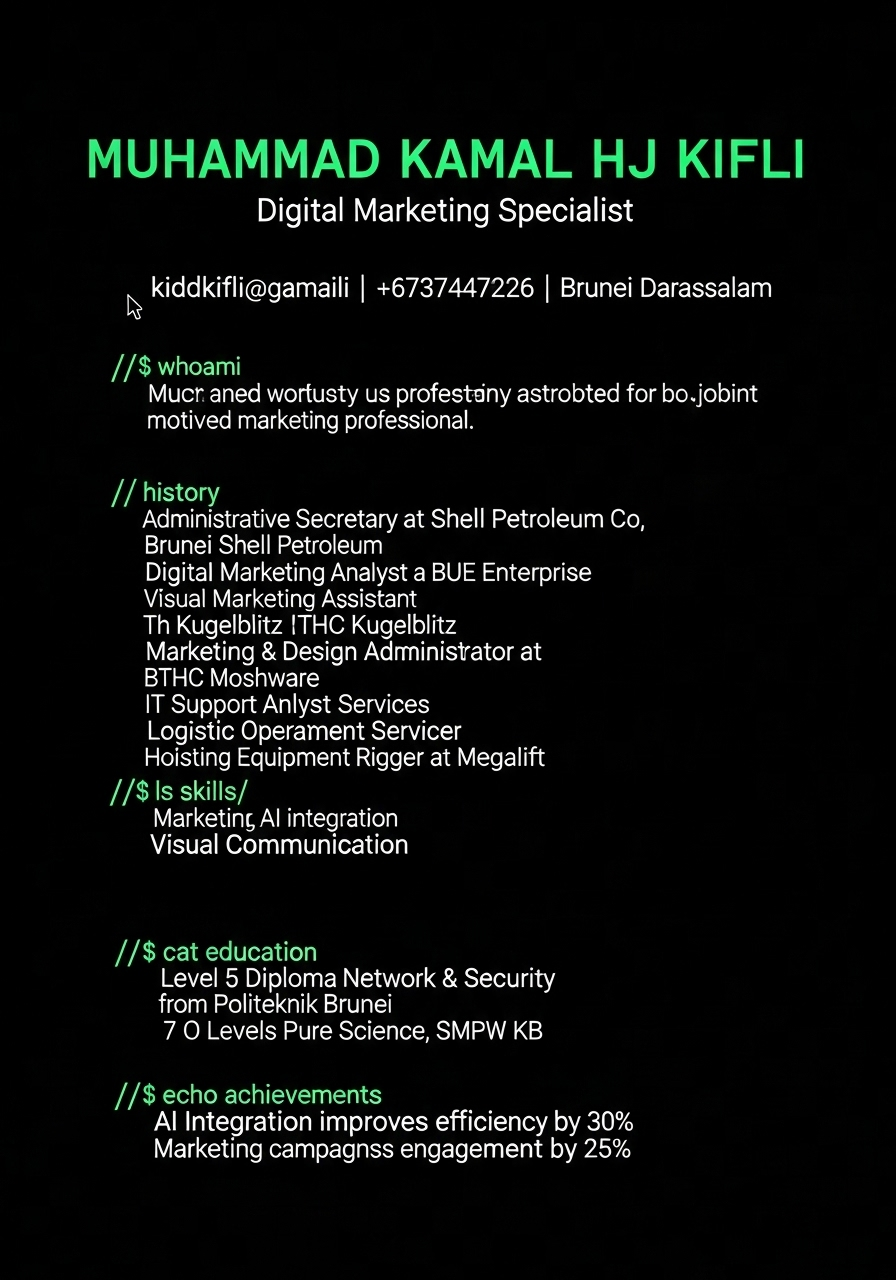 MUHAMMAD KAMAL HJ KIFLI
Digital Marketing Specialist
kiddkifli@gamaili | +6737447226 | Brunei Darassalam
//$ whoami
aned us astrobted for
motived marketing professional.
// history
Administrative Secretary at Shell Petroleum Co,
Brunei Shell Petroleum
Digital Marketing Analyst a BUE Enterprise
Visual Marketing Assistant
Th Kugelblitz !THC Kugelblitz
Marketing & Design Administrator at
BTHC Moshware
IT Support Anlyst Services
Logistic Operament Servicer
Hoisting Equipment Rigger at Megalift
//$ ls skills/
Marketing AI integration
Visual Communication
//$ cat education
Level 5 Diploma Network & Security
from Politeknik Brunei
7 O Levels Pure Science, SMPW KB
//$ echo achievements
AI Integration improves efficiency by 30%
Marketing campagnss engagement by 25%